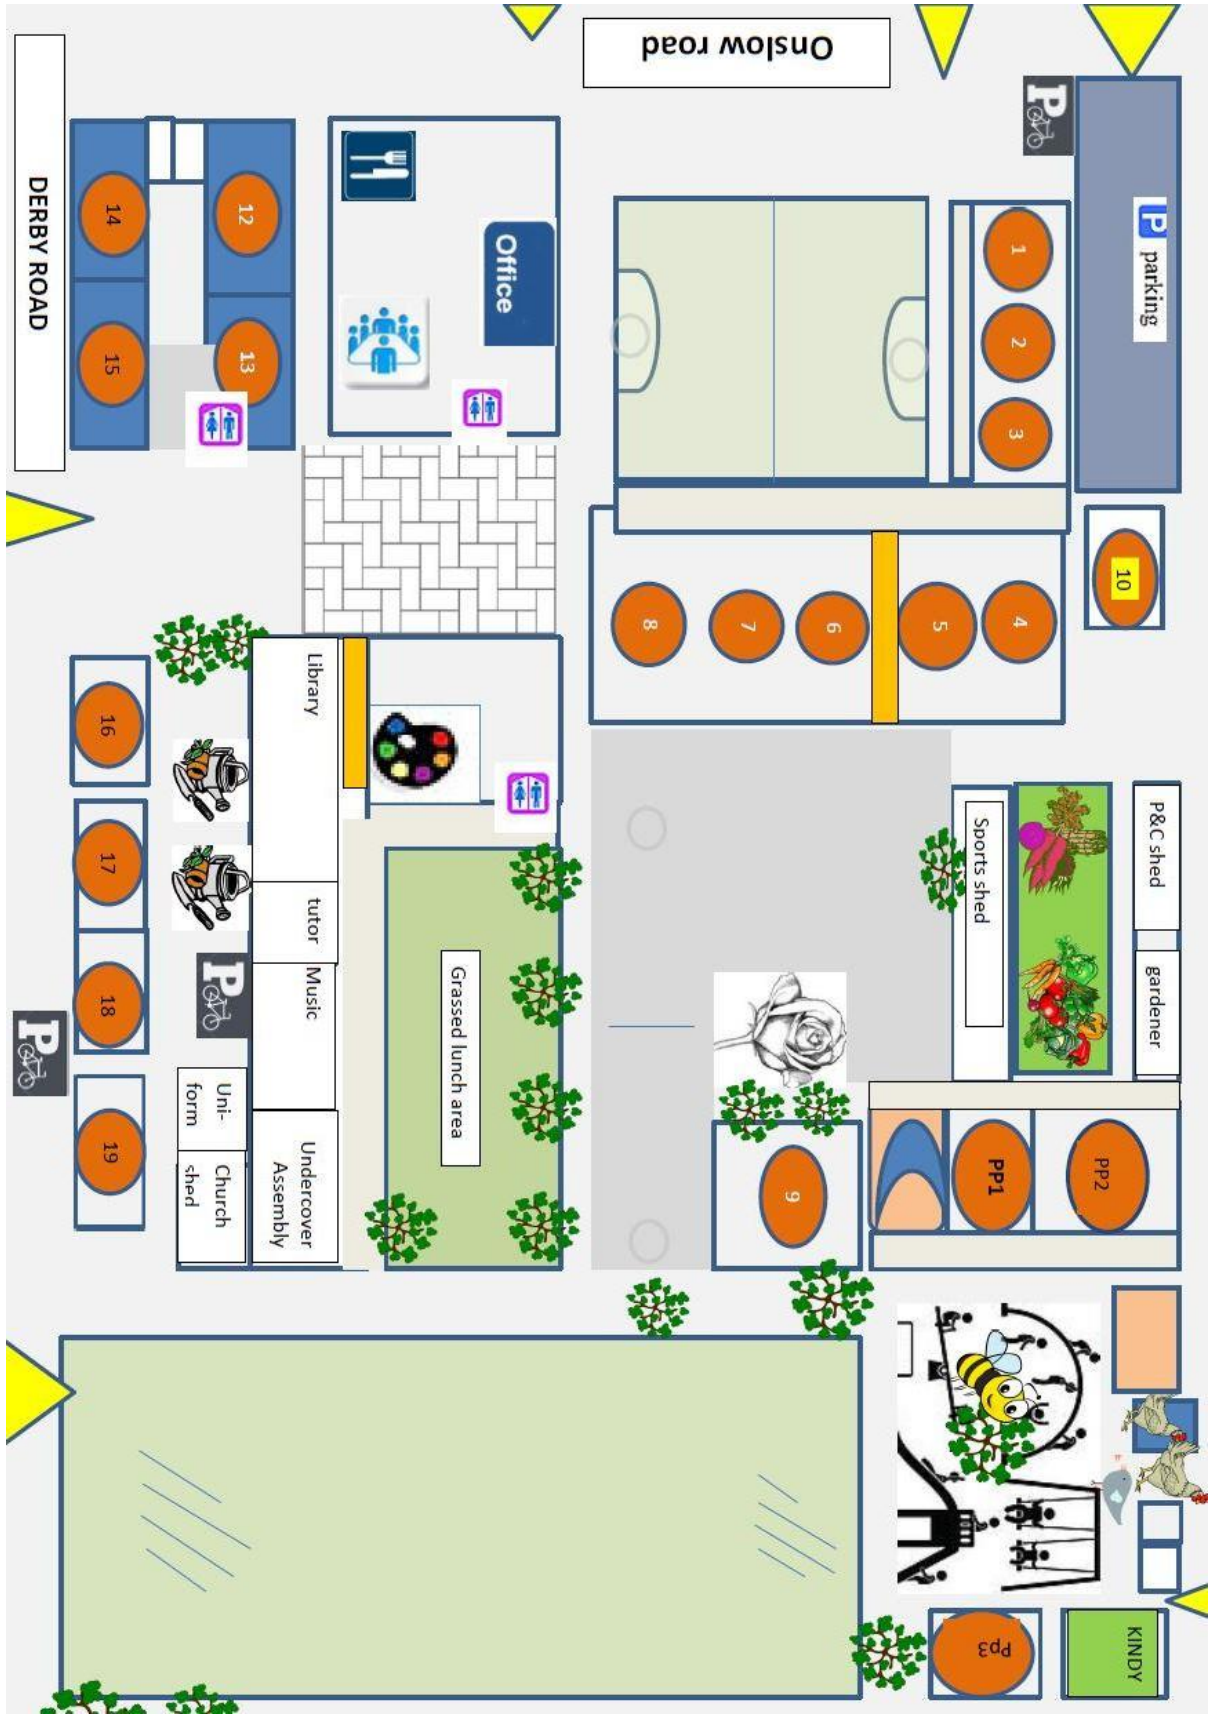 Onslow road
DERBY ROAD
14
12
15
13
Office
P
1
2
3
P
parking
10
8
7
6
5
4
Library
tutor
Music
Undercover
Assembly
16
17
18
19
P
P
Uni-
form
Church
shed
Grassed lunch area
Sports shed
P&C shed
gardener
9
PP1
PP2
Pp3
KINDY